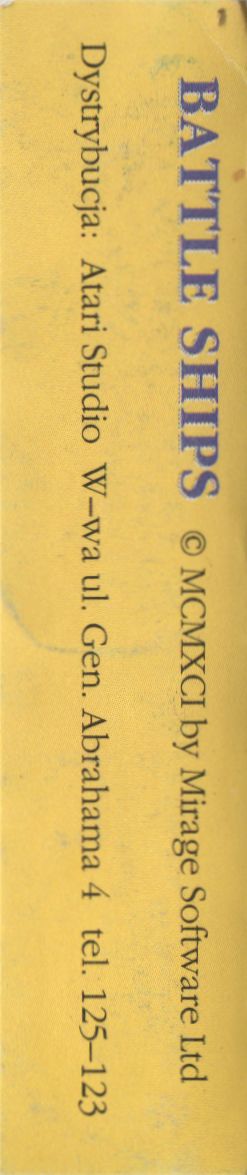 BATTLE SHIPS © MCMXCI by Mirage Software Ltd
Dystrybucja: Atari Studio W–wa ul. Gen. Abrahama 4 tel. 125–123